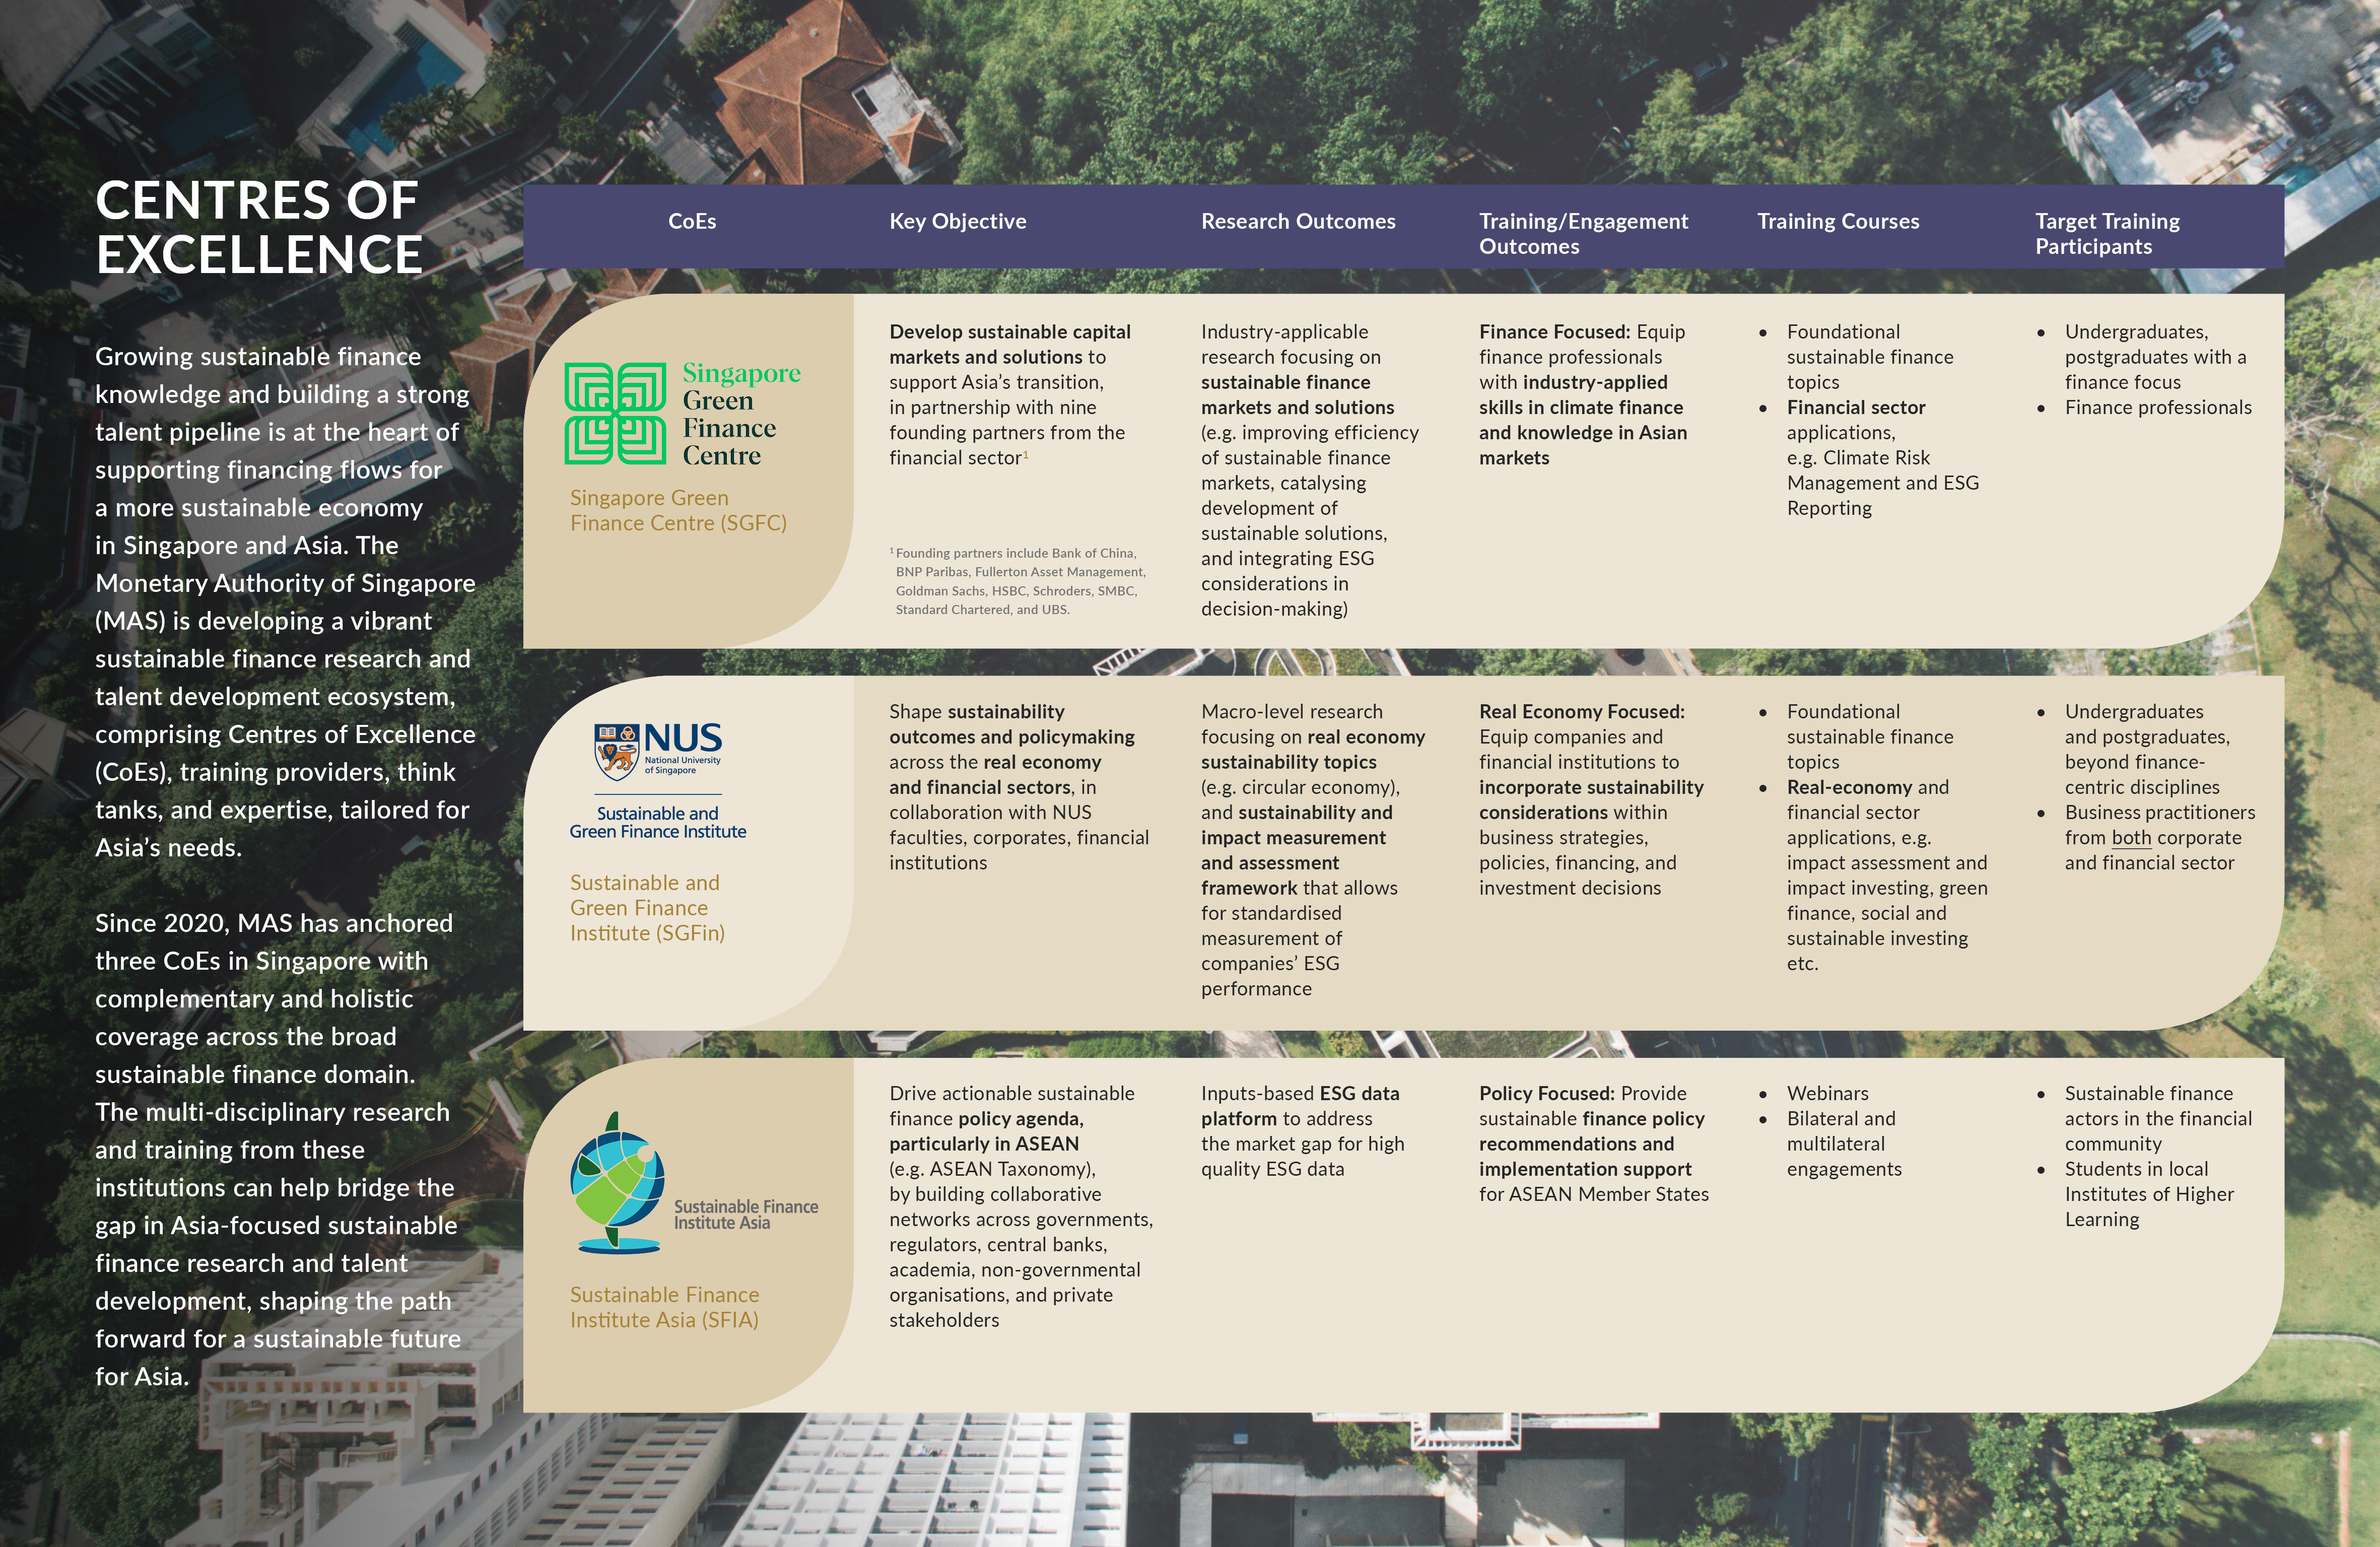 CENTRES OF
EXCELLENCE
Growing sustainable finance
knowledge and building a strong
talent pipeline is at the heart of
supporting financing flows for
a more sustainable economy
in Singapore and Asia. The
Monetary Authority of Singapore
(MAS) is developing a vibrant
sustainable finance research and
talent development ecosystem,
comprising Centres of Excellence
(CoEs), training providers, think
tanks, and expertise, tailored for
Asia’s needs.
Since 2020, MAS has anchored
three CoEs in Singapore with
complementary and holistic
coverage across the broad
sustainable finance domain.
The multi-disciplinary research
and training from these
institutions can help bridge the
gap in Asia-focused sustainable
finance research and talent
development, shaping the path
forward for a sustainable future
for Asia.
CoEs
Key Objective
Research Outcomes
Training/Engagement
Outcomes
Training Courses
Target Training
Participants
Singapore
Green
Finance
Centre
Singapore Green
Finance Centre (SGFC)
Develop sustainable capital
markets and solutions to
support Asia’s transition,
in partnership with nine
founding partners from the
financial sector¹
¹ Founding partners include Bank of China,
BNP Paribas, Fullerton Asset Management,
Goldman Sachs, HSBC, Schroders, SMBC,
Standard Chartered, and UBS.
Industry-applicable
research focusing on
sustainable finance
markets and solutions
(e.g. improving efficiency
of sustainable finance
markets, catalysing
development of
sustainable solutions,
and integrating ESG
considerations in
decision-making)
Finance Focused: Equip
finance professionals
with industry-applied
skills in climate finance
and knowledge in Asian
markets
• Foundational
sustainable finance
topics
• Financial sector
applications,
e.g. Climate Risk
Management and ESG
Reporting
• Undergraduates,
postgraduates with a
finance focus
• Finance professionals
NUS
National University
of Singapore
Sustainable and
Green Finance Institute
Sustainable and
Green Finance
Institute (SGFin)
Shape sustainability
outcomes and policymaking
across the real economy
and financial sectors, in
collaboration with NUS
faculties, corporates, financial
institutions
Macro-level research
focusing on real economy
sustainability topics
(e.g. circular economy),
and sustainability and
impact measurement
and assessment
framework that allows
for standardised
measurement of
companies’ ESG
performance
Real Economy Focused:
Equip companies and
financial institutions to
incorporate sustainability
considerations within
business strategies,
policies, financing, and
investment decisions
• Foundational
sustainable finance
topics
• Real-economy and
financial sector
applications, e.g.
impact assessment and
impact investing, green
finance, social and
sustainable investing
etc.
• Undergraduates
and postgraduates,
beyond finance-
centric disciplines
• Business practitioners
from both corporate
and financial sector
Sustainable Finance
Institute Asia
Sustainable Finance
Institute Asia (SFIA)
Drive actionable sustainable
finance policy agenda,
particularly in ASEAN
(e.g. ASEAN Taxonomy),
by building collaborative
networks across governments,
regulators, central banks,
academia, non-governmental
organisations, and private
stakeholders
Inputs-based ESG data
platform to address
the market gap for high
quality ESG data
Policy Focused: Provide
sustainable finance policy
recommendations and
implementation support
for ASEAN Member States
• Webinars
• Bilateral and
multilateral
engagements
• Sustainable finance
actors in the financial
community
• Students in local
Institutes of Higher
Learning